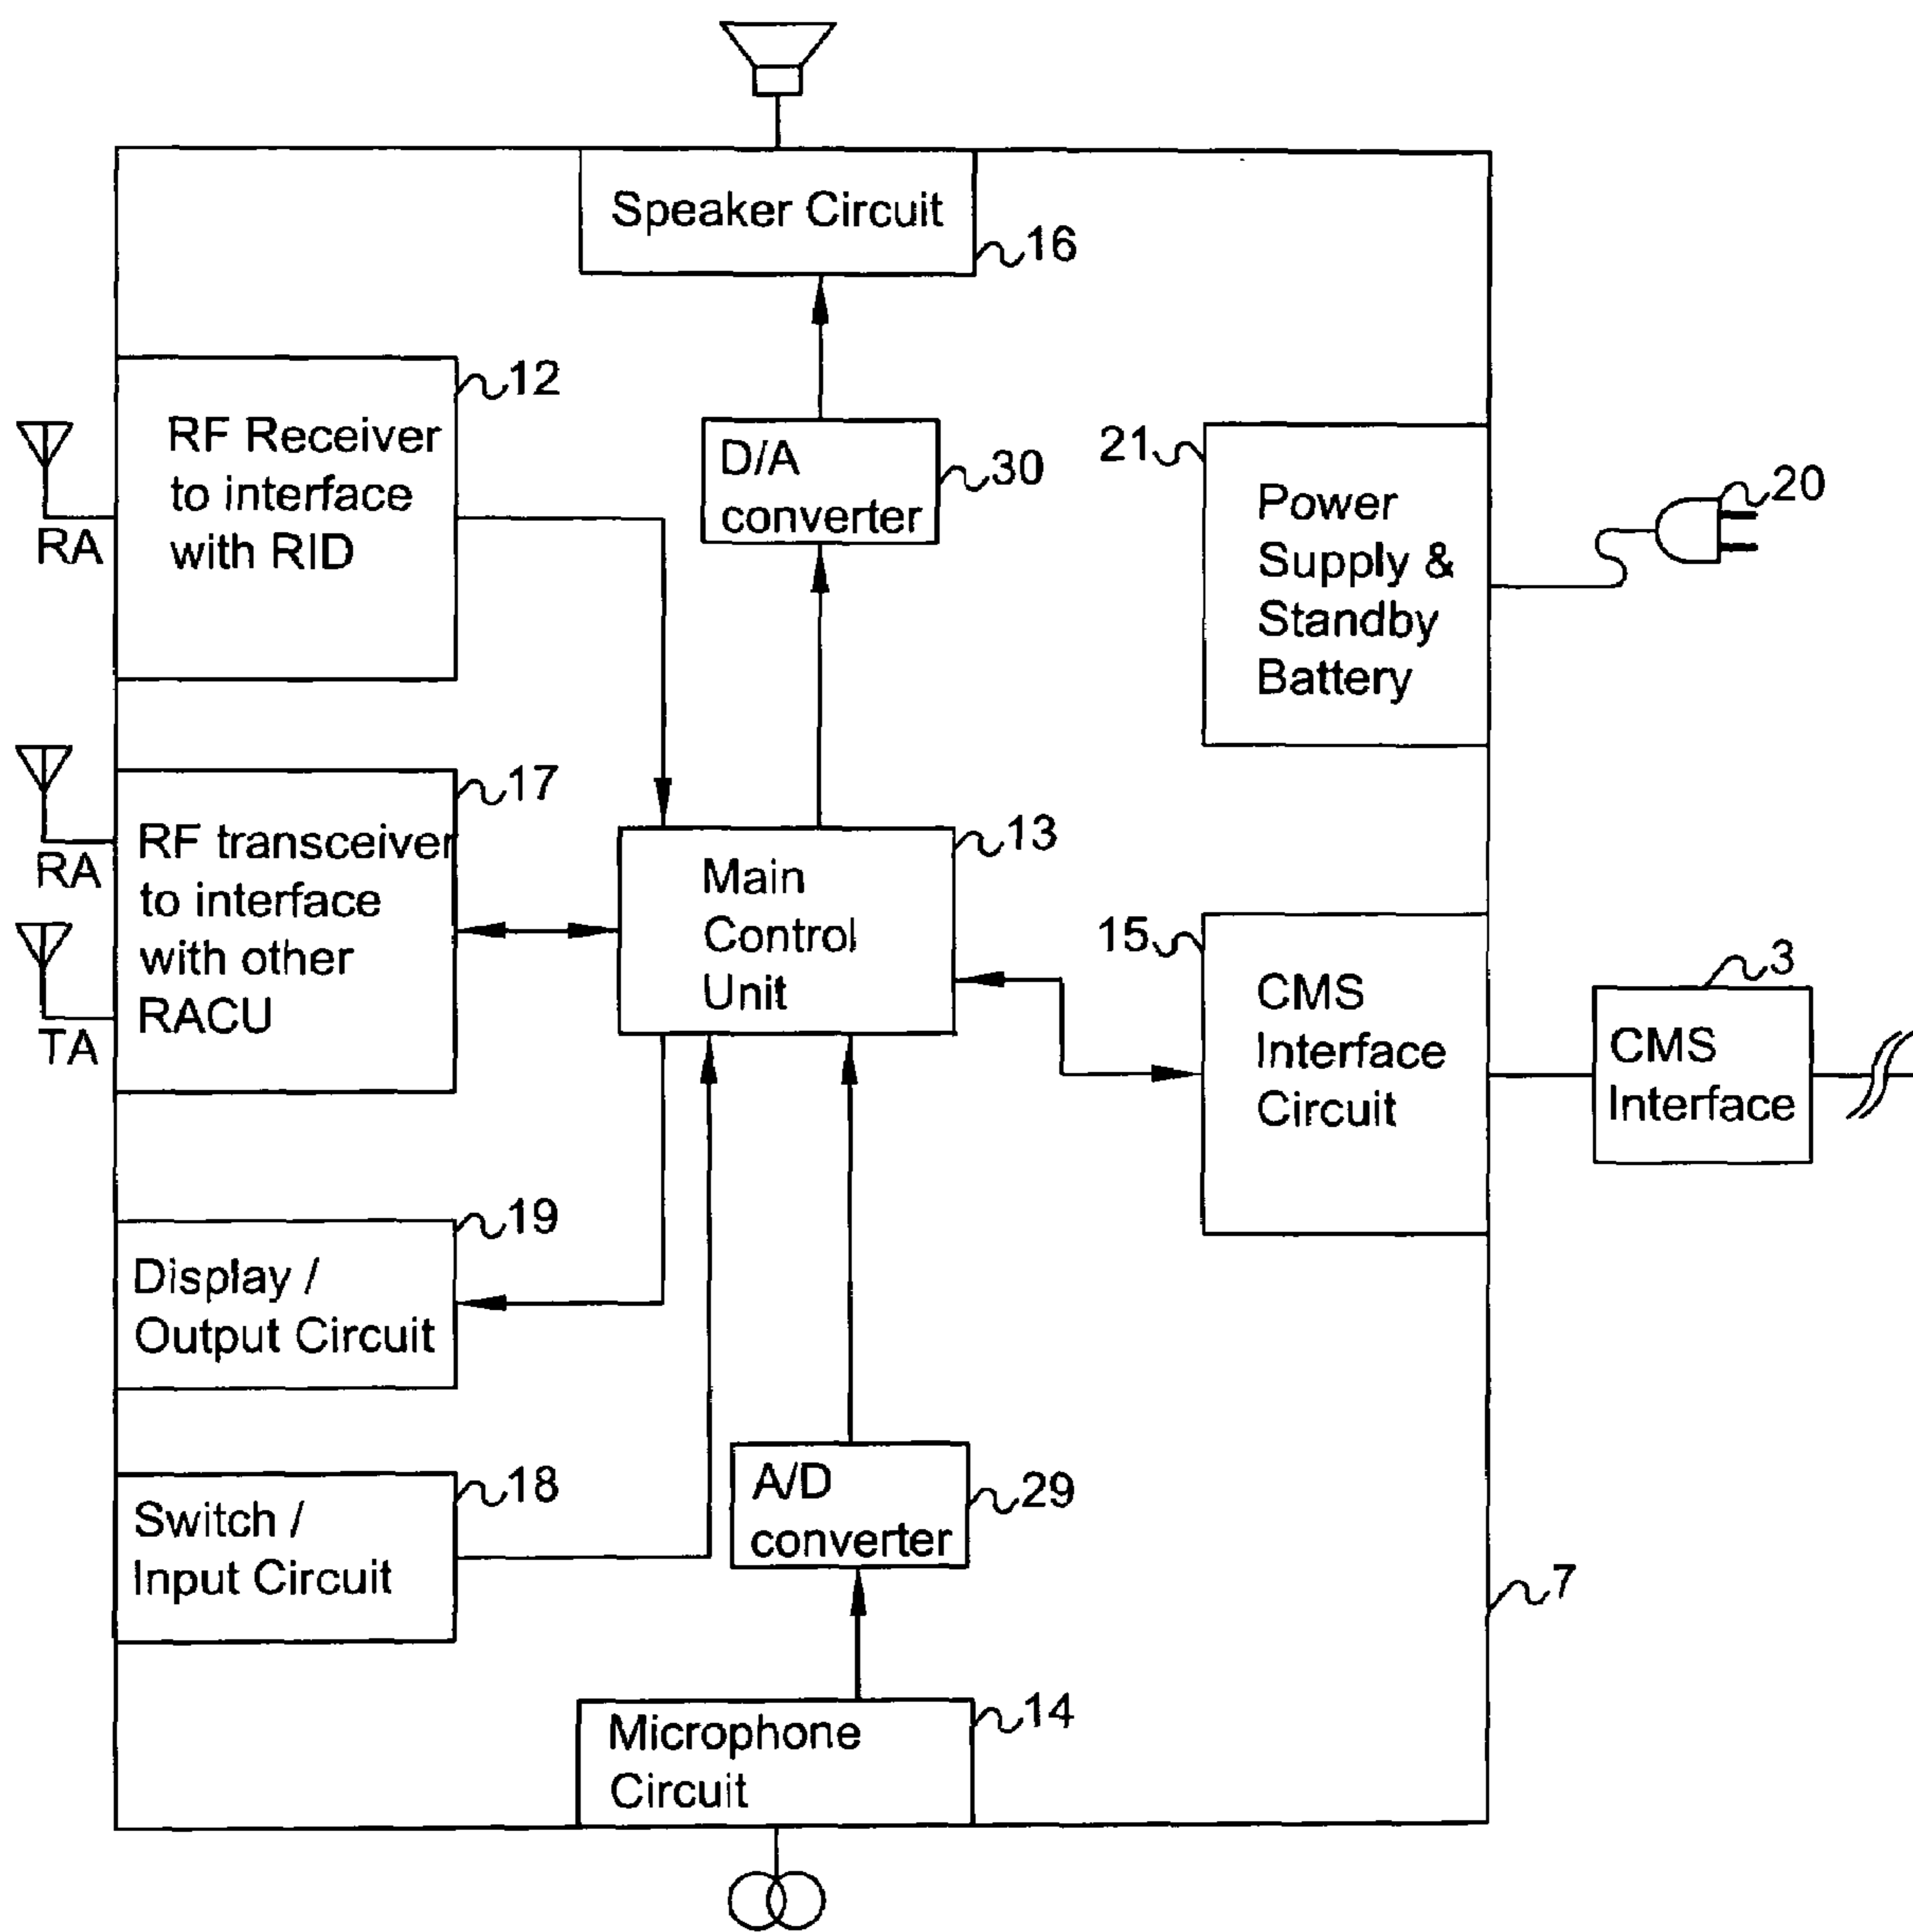 Speaker Circuit
16
12
RF Receiver
to interface
with RID
RA
D/A
converter
30
21
Power
Supply &
Standby
Battery
20
17
RF transceiver
to interface
with other
RACU
RA
TA
13
Main
Control
Unit
15
CMS
Interface
Circuit
3
CMS
Interface
19
Display /
Output Circuit
18
Switch /
Input Circuit
A/D
converter
29
7
14
Microphone
Circuit